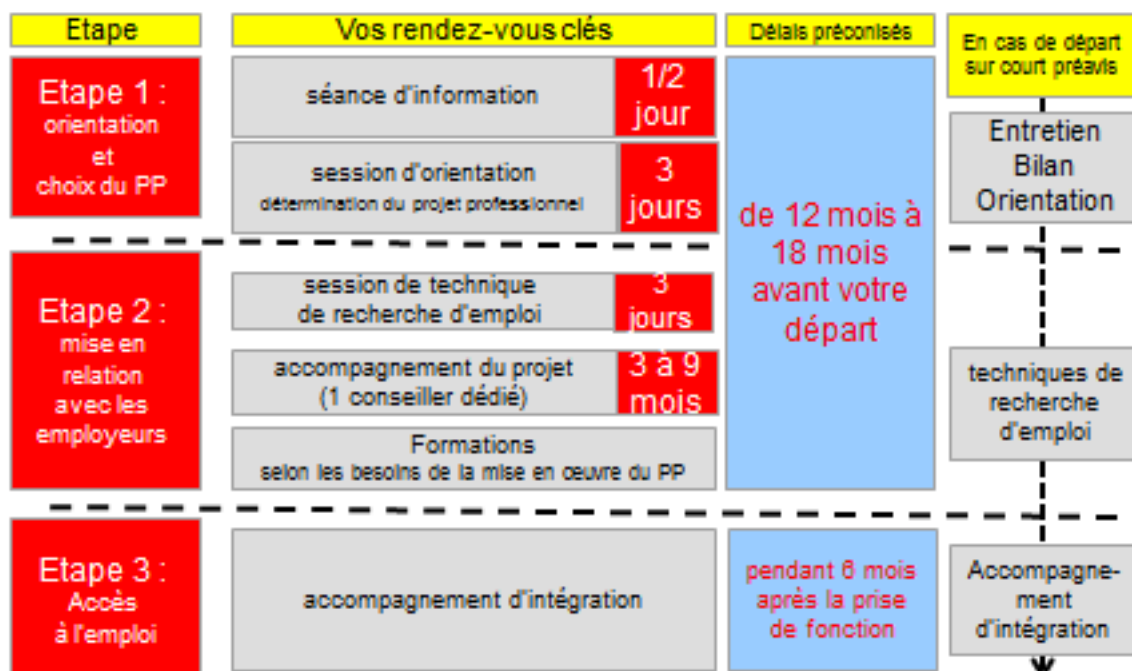 Etape
Vos rendez-vous clés
Délais préconisés
En cas de départ
sur court préavis
Etape 1 :
orientation
et
choix du PP
séance d'information
1/2
jour
session d'orientation
détermination du projet professionnel
3
jours
de 12 mois à
18 mois
avant votre
départ
Entretien
Bilan
Orientation
Etape 2 :
mise en
relation
avec les
employeurs
session de technique
de recherche d'emploi
3
jours
accompagnement du projet
(1 conseiller dédié)
3 à 9
mois
Formations
selon les besoins de la mise en œuvre du PP
techniques de
recherche
d'emploi
Etape 3 :
Accès
à l'emploi
accompagnement d'intégration
pendant 6 mois
après la prise
de fonction
Accompagne-
ment
d'intégration